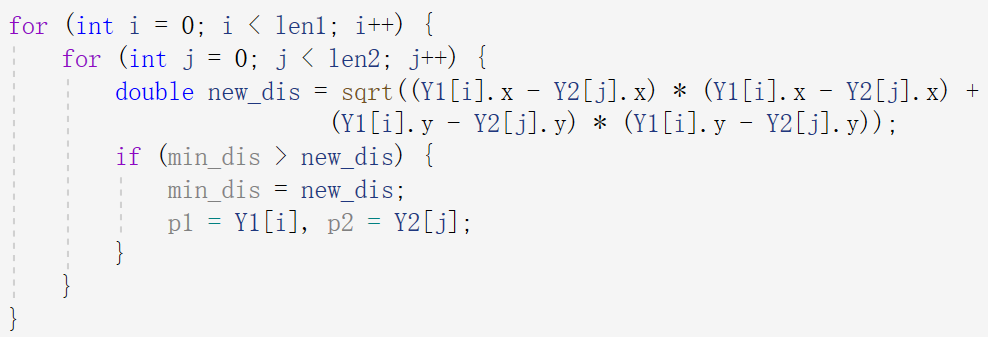 for (int i = 0; i < len1; i++) {
    for (int j = 0; j < len2; j++) {
        double new_dis = sqrt((Y1[i].x - Y2[j].x) * (Y1[i].x - Y2[j].x) +
                        (Y1[i].y - Y2[j].y) * (Y1[i].y - Y2[j].y));
        if (min_dis > new_dis) {
            min_dis = new_dis;
            p1 = Y1[i], p2 = Y2[j];
        }
    }
}